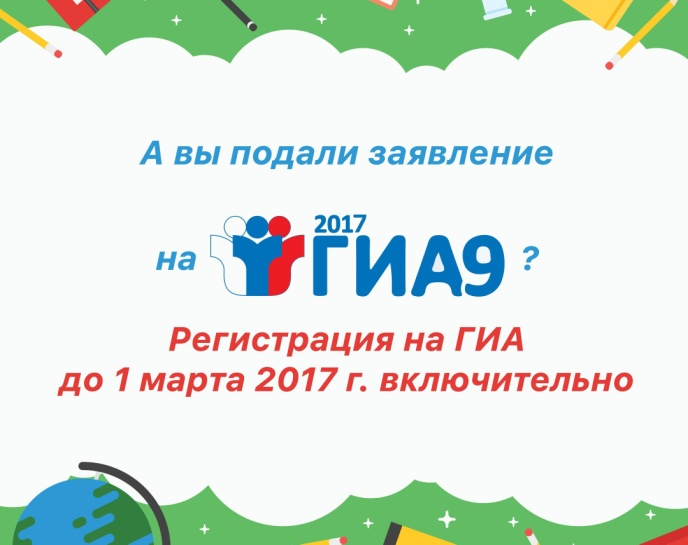 А вы подали заявление
2017
на ГИА9 ?
Регистрация на ГИА
до 1 марта 2017 г. включительно